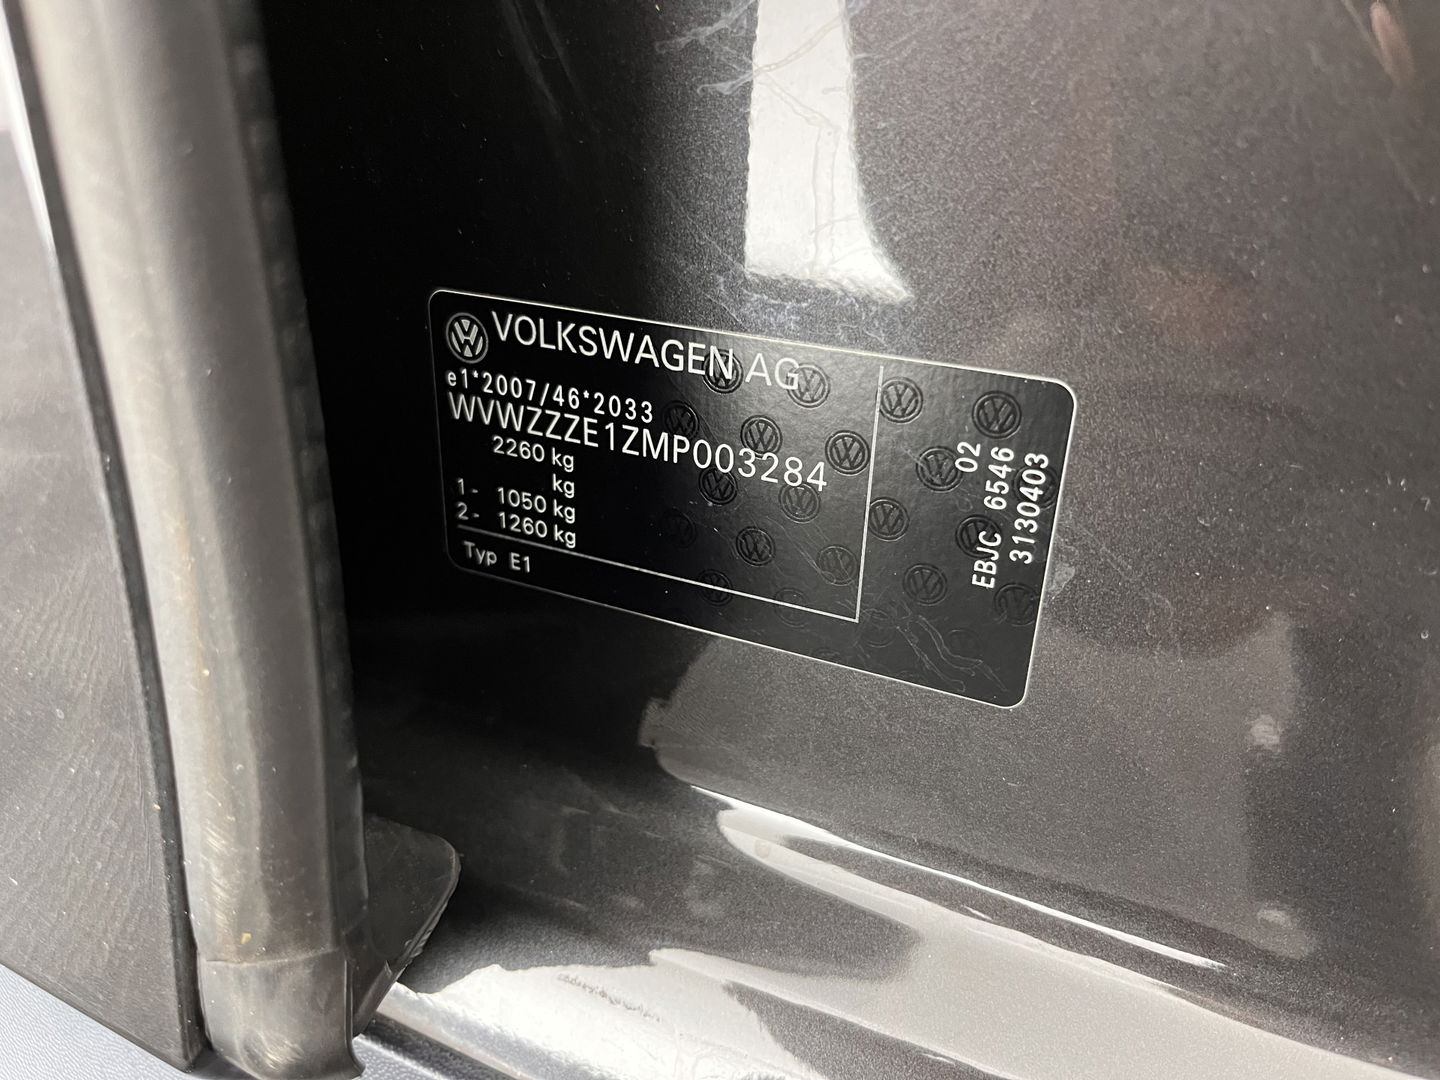 VOLKSWAGEN AG
e1*2007/46*2033
WVWZZZE1ZMP003284
2260 kg
kg
1- 1050 kg
2- 1260 kg
Typ E1
02
EBJC 6546
3130403